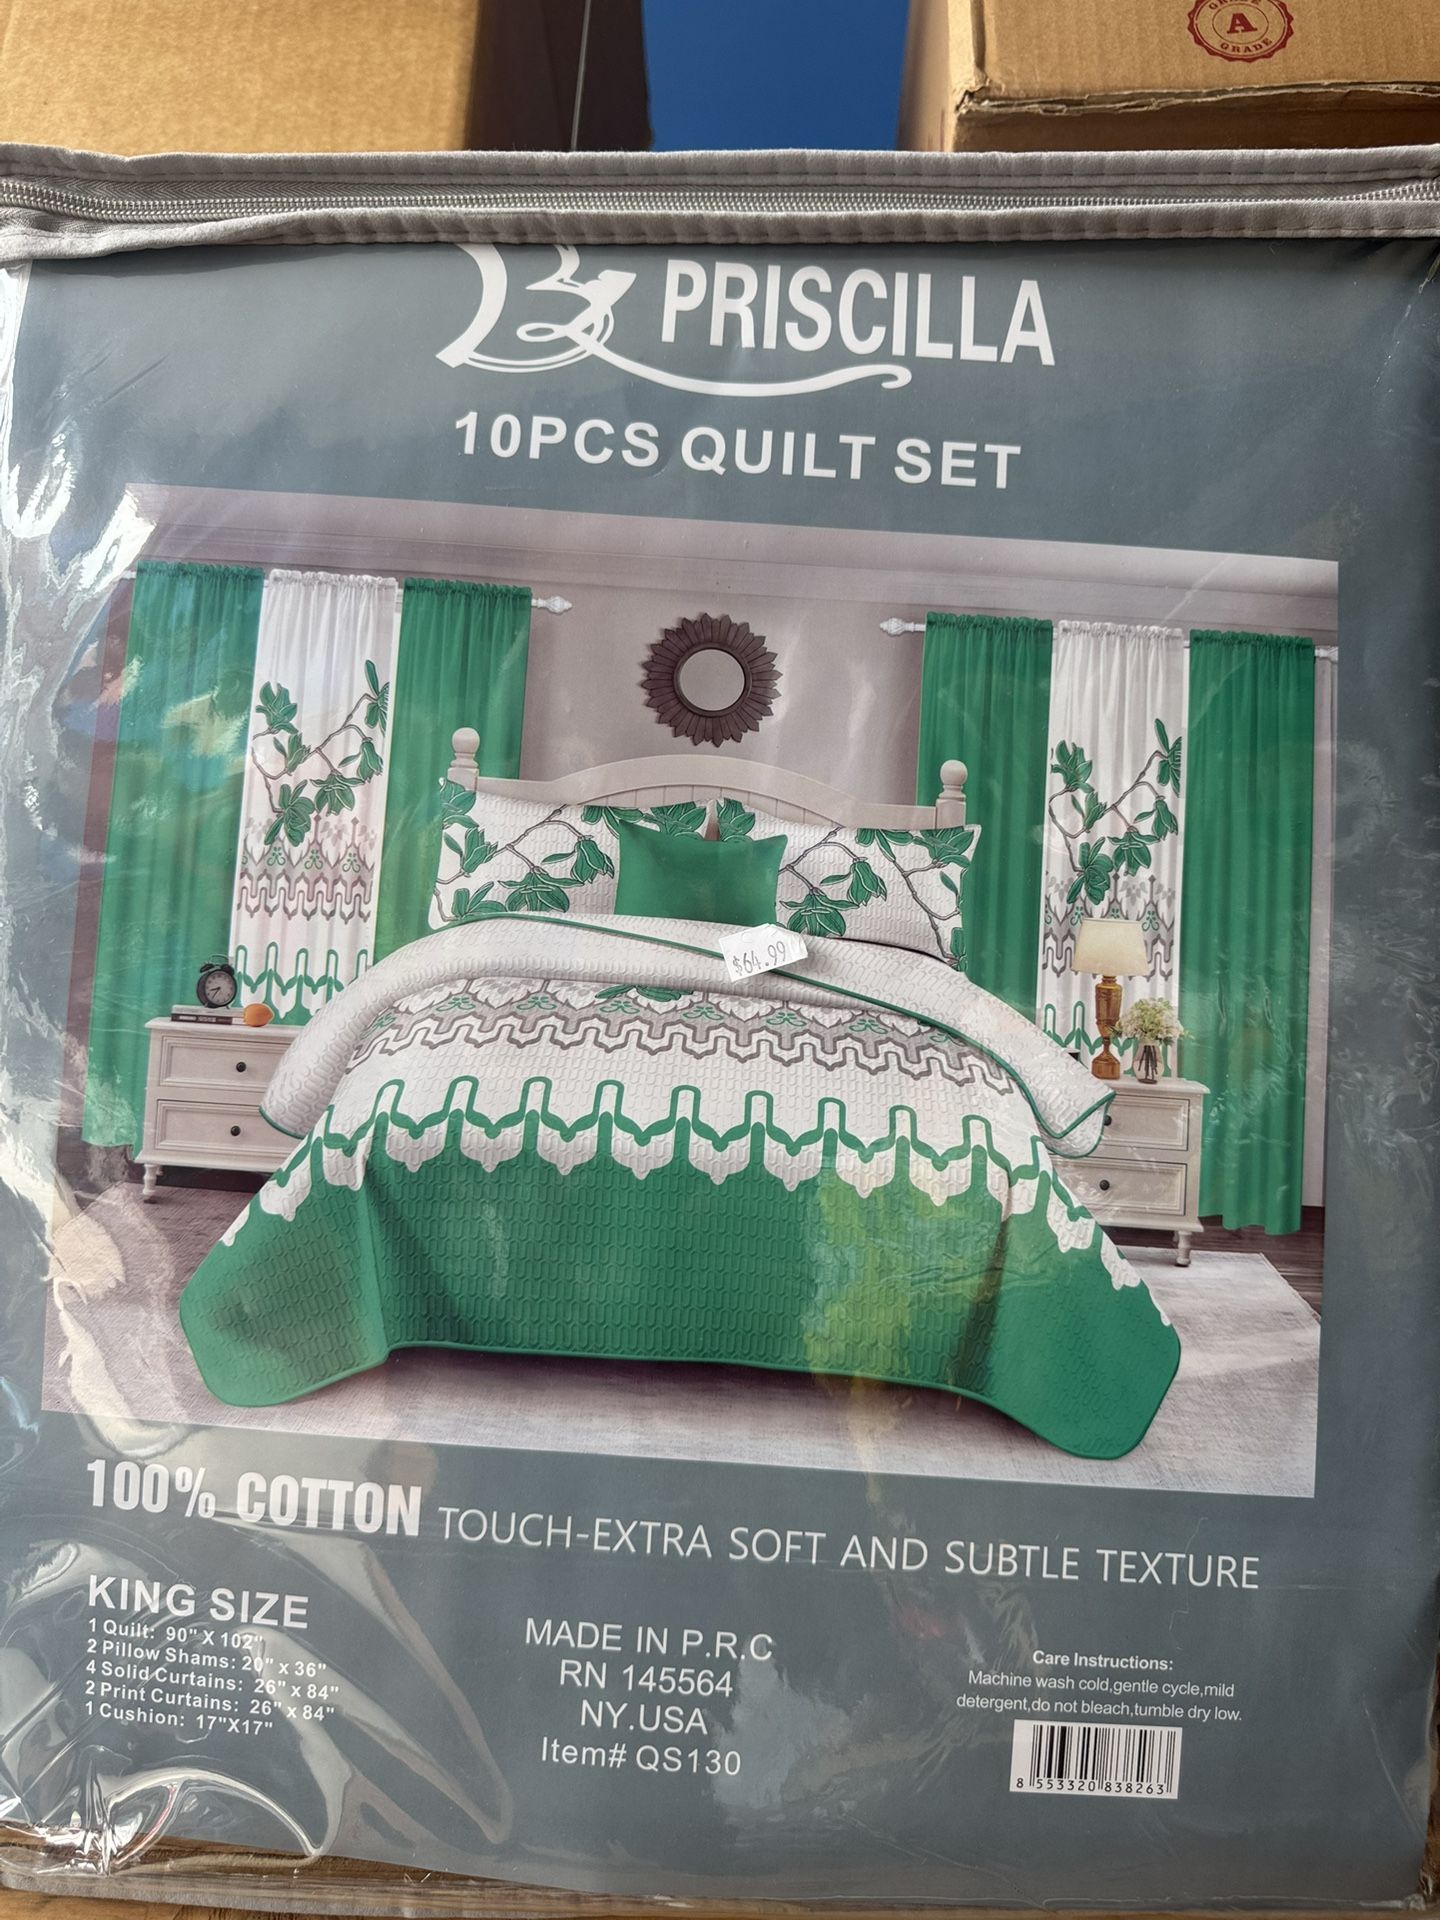 GRADE
A
GRADE
PRISCILLA
10PCS QUILT SET
$64.99
100% COTTON TOUCH-EXTRA SOFT AND SUBTLE TEXTURE
KING SIZE
1 Quilt: 90" X 102"
2 Pillow Shams: 20" x 36"
4 Solid Curtains: 26" x 84"
2 Print Curtains: 26" x 84"
1 Cushion: 17"X17"
MADE IN P.R.C
RN 145564
NY.USA
Item# QS130
Care Instructions:
Machine wash cold,gentle cycle,mild
detergent,do not bleach,tumble dry low.
8 553320 838263